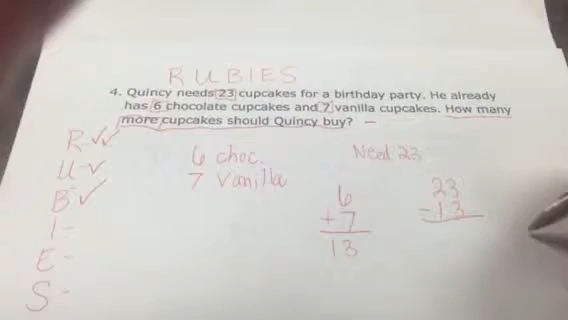 RUBIES
4. Quincy needs 23 cupcakes for a birthday party. He already
has 6 chocolate cupcakes and 7 vanilla cupcakes. How many
more cupcakes should Quincy buy? —
R-✓✓
U-✓
B-✓
I-
E-
S-
6 choc.
7 Vanilla
Need 23
6
+7
13
23
-13